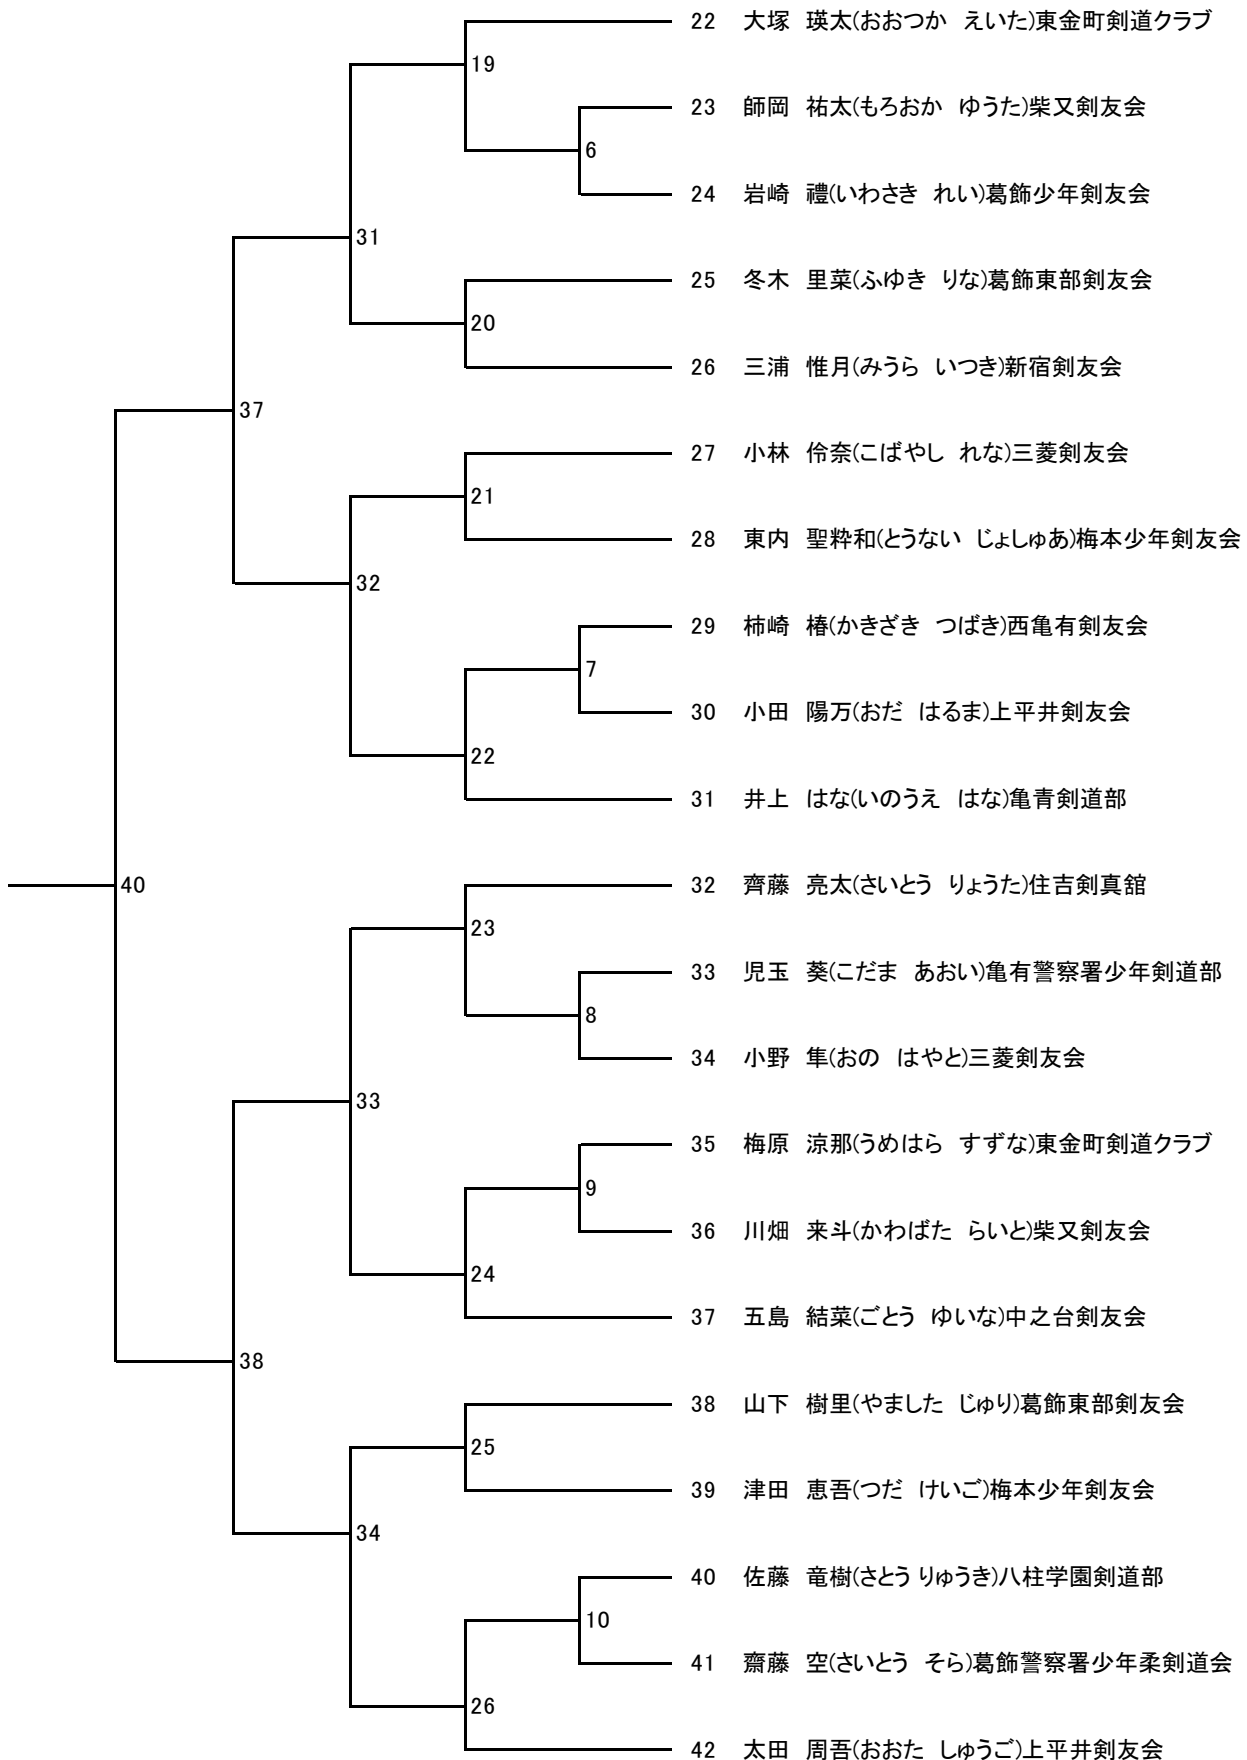 22 大塚 瑛太(おおつか えいた)東金町剣道クラブ
19
23 師岡 祐太(もろおか ゆうた)柴又剣友会
6
24 岩崎 禮(いわさき れい)葛飾少年剣友会
31
25 冬木 里菜(ふゆき りな)葛飾東部剣友会
20
26 三浦 惟月(みうら いつき)新宿剣友会
37
27 小林 伶奈(こばやし れな)三菱剣友会
21
28 東内 聖粋和(とうない じょしゅあ)梅本少年剣友会
32
29 柿崎 椿(かきざき つばき)西亀有剣友会
7
30 小田 陽万(おだ はるま)上平井剣友会
22
31 井上 はな(いのうえ はな)亀青剣道部
40
32 齊藤 亮太(さいとう りょうた)住吉剣真舘
23
33 児玉 葵(こだま あおい)亀有警察署少年剣道部
8
34 小野 隼(おの はやと)三菱剣友会
33
35 梅原 涼那(うめはら すずな)東金町剣道クラブ
9
36 川畑 来斗(かわばた らいと)柴又剣友会
24
37 五島 結菜(ごとう ゆいな)中之台剣友会
38
38 山下 樹里(やました じゅり)葛飾東部剣友会
25
39 津田 恵吾(つだ けいご)梅本少年剣友会
34
40 佐藤 竜樹(さとう りゅうき)八柱学園剣道部
10
41 齋藤 空(さいとう そら)葛飾警察署少年柔剣道会
26
42 太田 周吾(おおた しゅうご)上平井剣友会